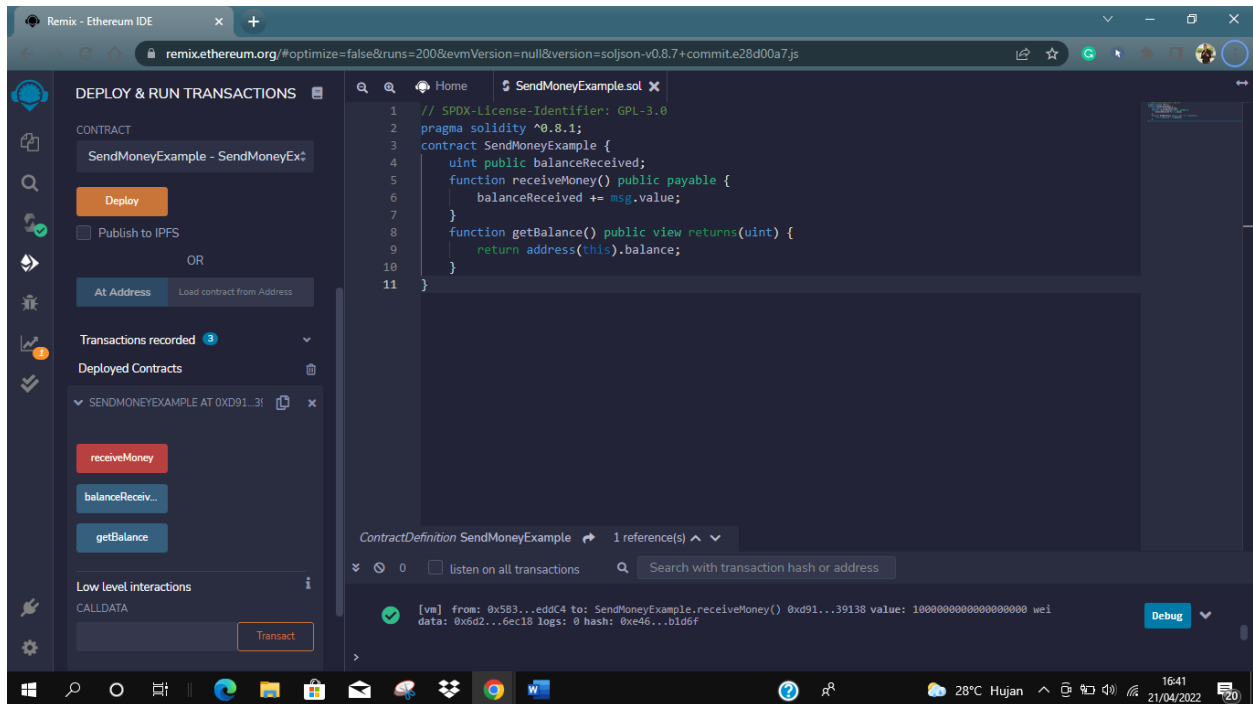 Remix - Ethereum IDE
remix.ethereum.org/#optimize=false&runs=200&evmVersion=null&version=soljson-v0.8.7+commit.e28d00a7.js
DEPLOY & RUN TRANSACTIONS
CONTRACT
SendMoneyExample - SendMoneyEx
Deploy
Publish to IPFS
OR
At Address
Load contract from Address
Transactions recorded 3
Deployed Contracts
SENDMONEYEXAMPLE AT 0XD91...39
receiveMoney
balanceReceiv...
getBalance
Low level interactions
i
CALLDATA
Transact
1
Home
SendMoneyExample.sol
1 // SPDX-License-Identifier: GPL-3.0
2 pragma solidity ^0.8.1;
3 contract SendMoneyExample {
4 uint public balanceReceived;
5 function receiveMoney() public payable {
6 balanceReceived += msg.value;
7 }
8 function getBalance() public view returns(uint) {
9 return address(this).balance;
10 }
11 }
ContractDefinition SendMoneyExample 1 reference(s)
0 listen on all transactions Search with transaction hash or address
[vm] from: 0x5B3...eddC4 to: SendMoneyExample.receiveMoney() 0xd91...39138 value: 1000000000000000000 wei
data: 0x6d2...6ec18 logs: 0 hash: 0xe46...b1d6f
Debug
>
28°C Hujan
16:41
21/04/2022
20